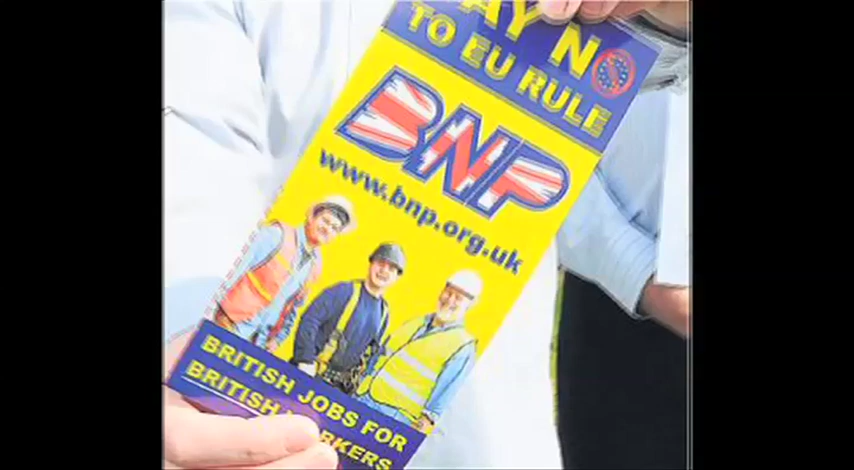 AY NO
TO EU RULE
BNP
www.bnp.org.uk
BRITISH JOBS FOR
BRITISH